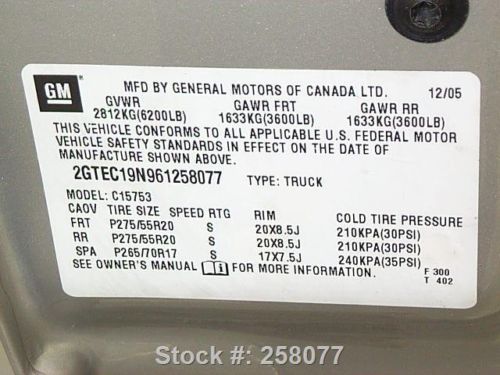 GM
MFD BY GENERAL MOTORS OF CANADA LTD. 12/05
GVWR GAWR FRT GAWR RR
2812KG(6200LB) 1633KG(3600LB) 1633KG(3600LB)
THIS VEHICLE CONFORMS TO ALL APPLICABLE U.S. FEDERAL MOTOR
VEHICLE SAFETY STANDARDS IN EFFECT ON THE DATE OF
MANUFACTURE SHOWN ABOVE.
2GTEC19N961258077 TYPE: TRUCK
MODEL: C15753
CAOV TIRE SIZE SPEED RTG RIM COLD TIRE PRESSURE
FRT P275/55R20 S 20X8.5J 210KPA(30PSI)
RR P275/55R20 S 20X8.5J 210KPA(30PSI)
SPA P265/70R17 S 17X7.5J 240KPA(35PSI)
SEE OWNER'S MANUAL FOR MORE INFORMATION. F 300
T 402
Stock #: 258077